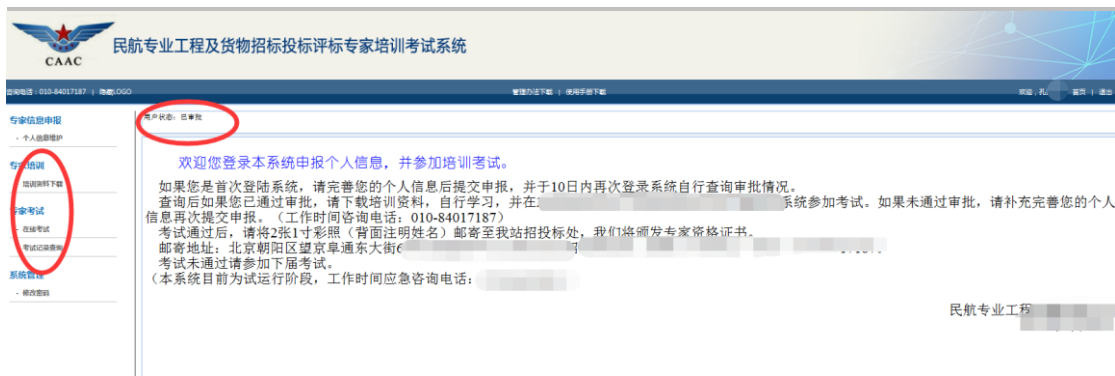 CAAC
民航专业工程及货物招标投标评标专家培训考试系统
咨询电话：010-84017187 | 隐藏LOGO
管理办法下载 | 使用手册下载
欢迎，孔 首页 | 退出
专家信息申报
- 个人信息维护
专家培训
- 培训资料下载
专家考试
- 在线考试
- 考试记录查询
系统管理
- 修改密码
用户状态：已审批
欢迎您登录本系统申报个人信息，并参加培训考试。
如果您是首次登陆系统，请完善您的个人信息后提交申报，并于10日内再次登录系统自行查询审批情况。
查询后如果您已通过审批，请下载培训资料，自行学习，并在 系统参加考试。如果未通过审批，请补充完善您的个人
信息再次提交申报。（工作时间咨询电话：010-84017187）
考试通过后，请将2张1寸彩照（背面注明姓名）邮寄至我站招投标处，我们将颁发专家资格证书。
邮寄地址：北京朝阳区望京阜通东大街
考试未通过请参加下届考试。
（本系统目前为试运行阶段，工作时间应急咨询电话：
民航专业工程